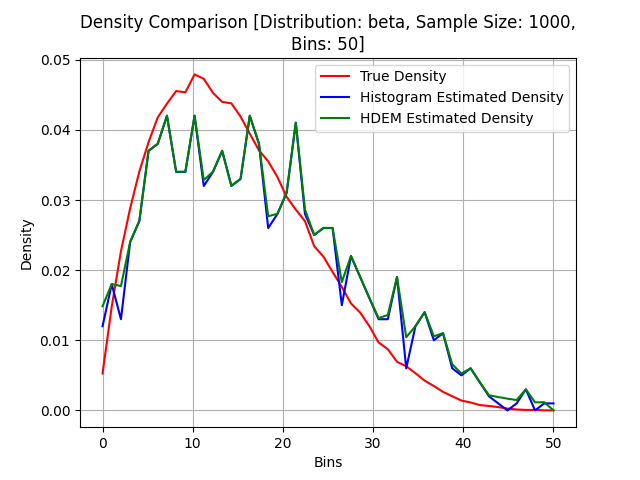 Density Comparison [Distribution: beta, Sample Size: 1000,
Bins: 50]
True Density
Histogram Estimated Density
HDEM Estimated Density
Density
0.05
0.04
0.03
0.02
0.01
0.00
0 10 20 30 40 50
Bins